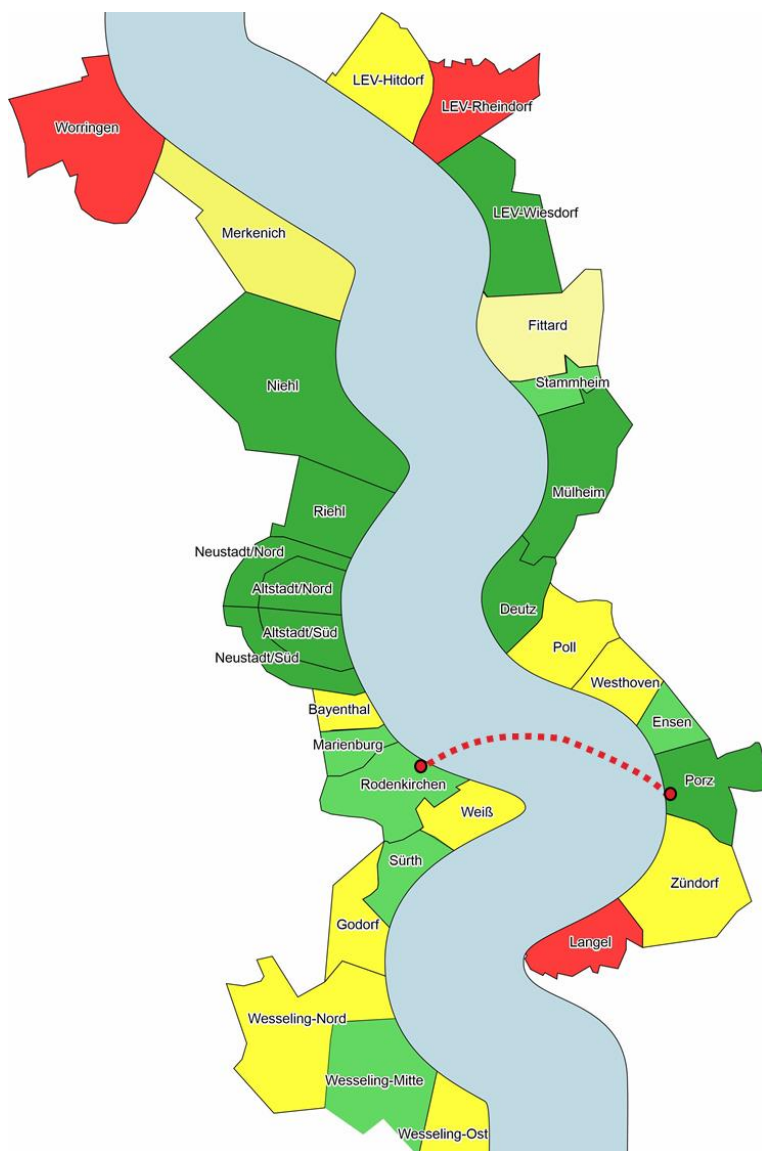 LEV-Hitdorf
LEV-Rheindorf
Worringen
LEV-Wiesdorf
Merkenich
Fittard
Stammheim
Niehl
Mülheim
Riehl
Neustadt/Nord
Altstadt/Nord
Deutz
Altstadt/Süd
Neustadt/Süd
Poll
Westhoven
Bayenthal
Ensen
Marienburg
Rodenkirchen
Porz
Weiß
Sürth
Zündorf
Godorf
Langel
Wesseling-Nord
Wesseling-Mitte
Wesseling-Ost